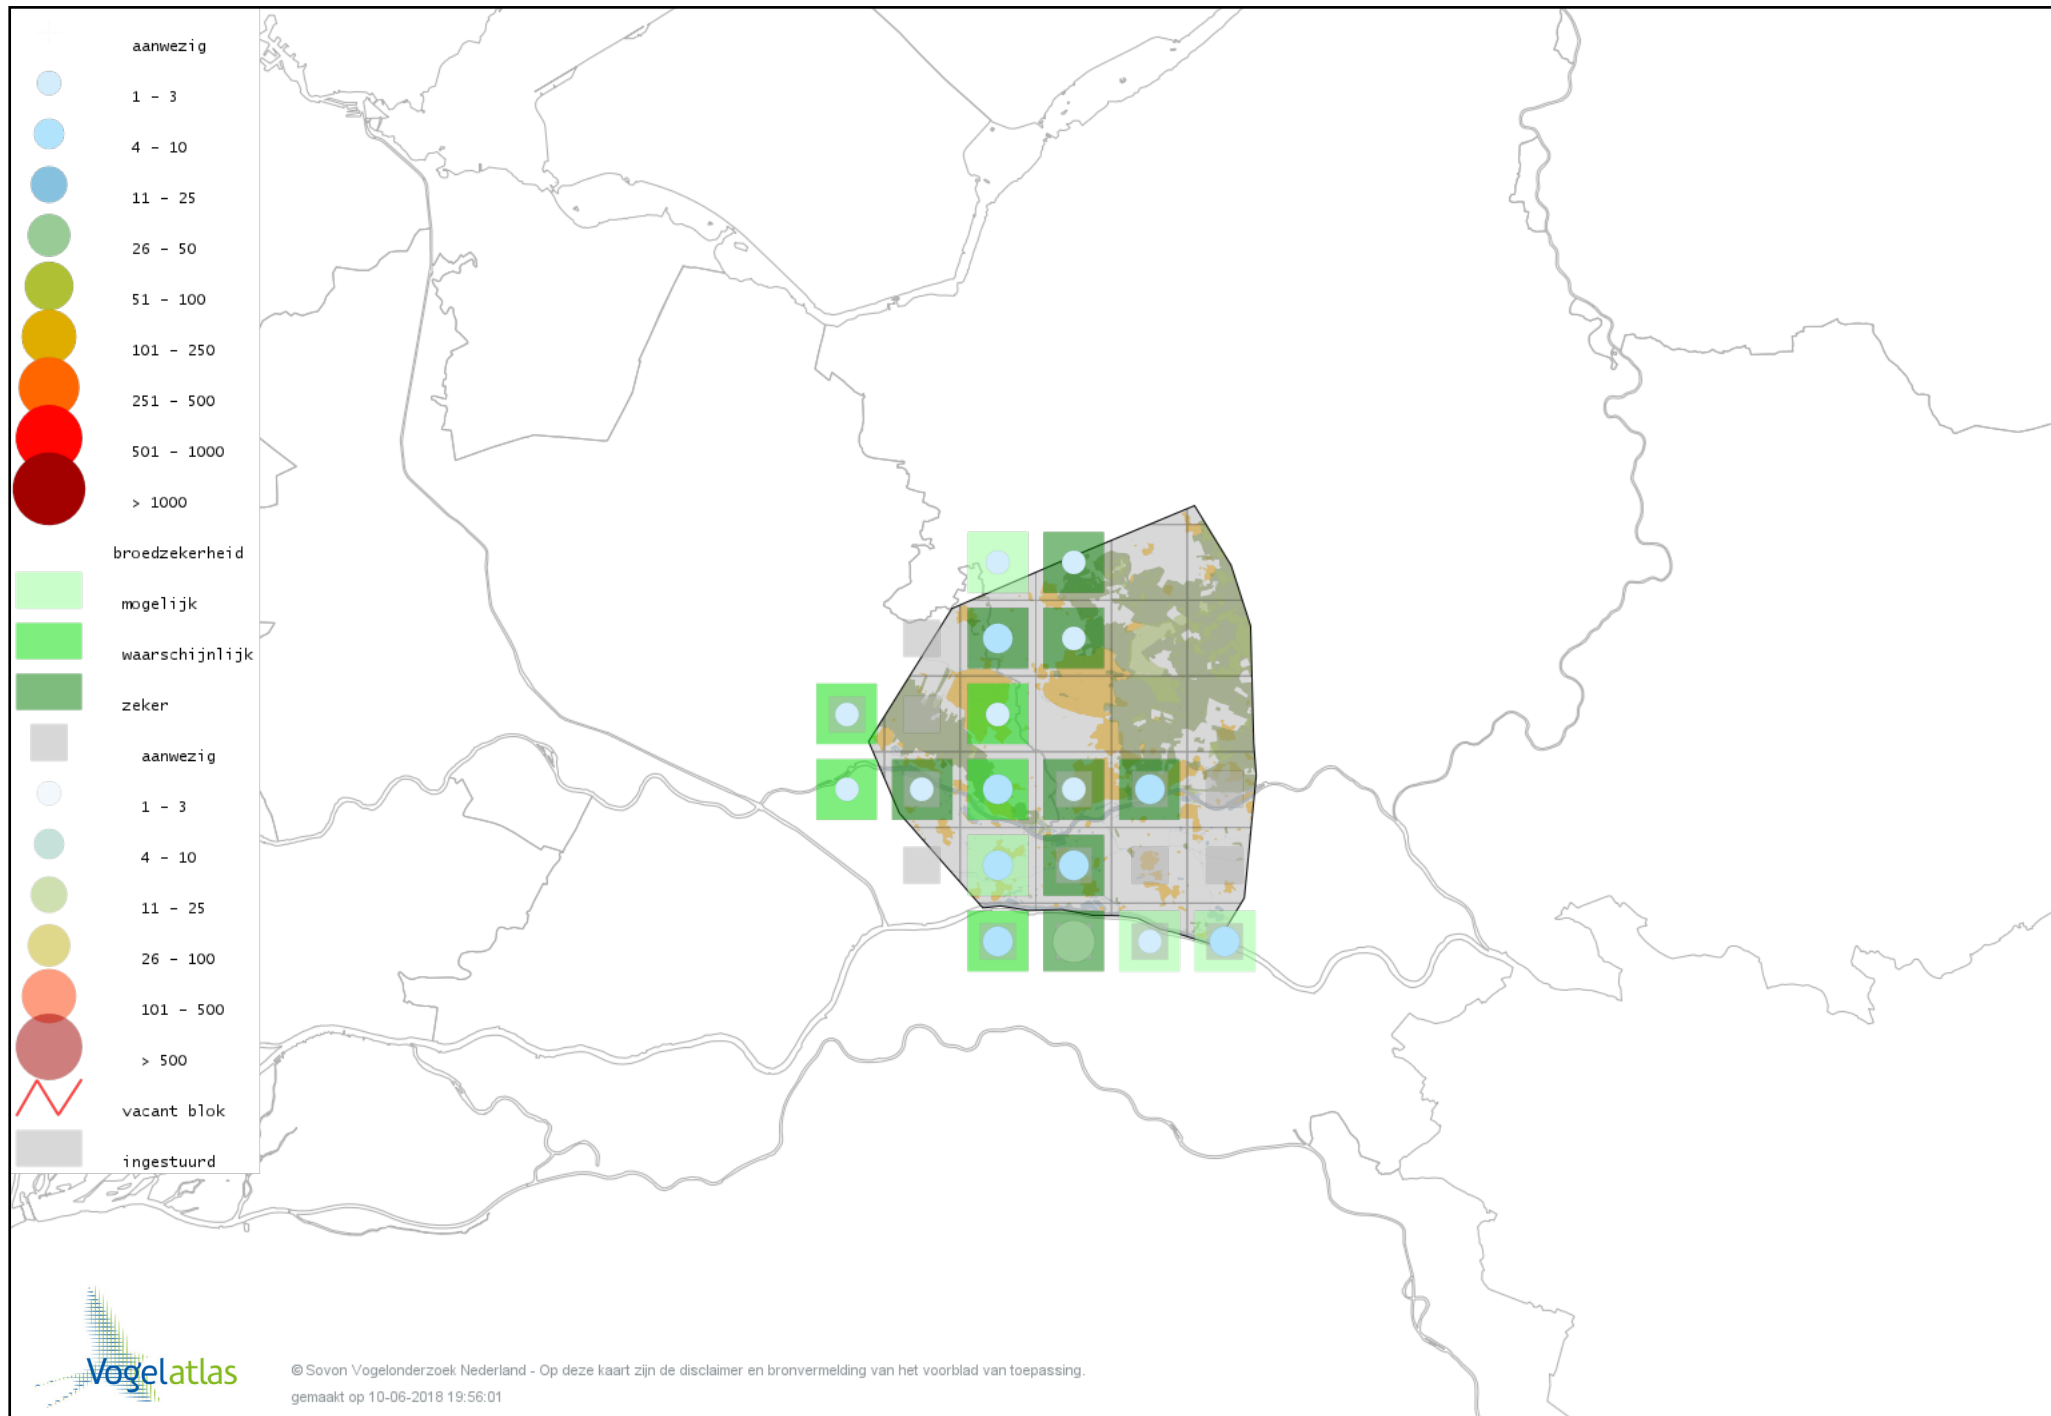 aanwezig
1 - 3
4 - 10
11 - 25
26 - 50
51 - 100
101 - 250
251 - 500
501 - 1000
> 1000
broedzekerheid
mogelijk
waarschijnlijk
zeker
aanwezig
1 - 3
4 - 10
11 - 25
26 - 100
101 - 500
> 500
vacant blok
ingestuurd
Vogelatlas
© Sovon Vogelonderzoek Nederland - Op deze kaart zijn de disclaimer en bronvermelding van het voorblad van toepassing.
gemaakt op 10-06-2018 19:56:01